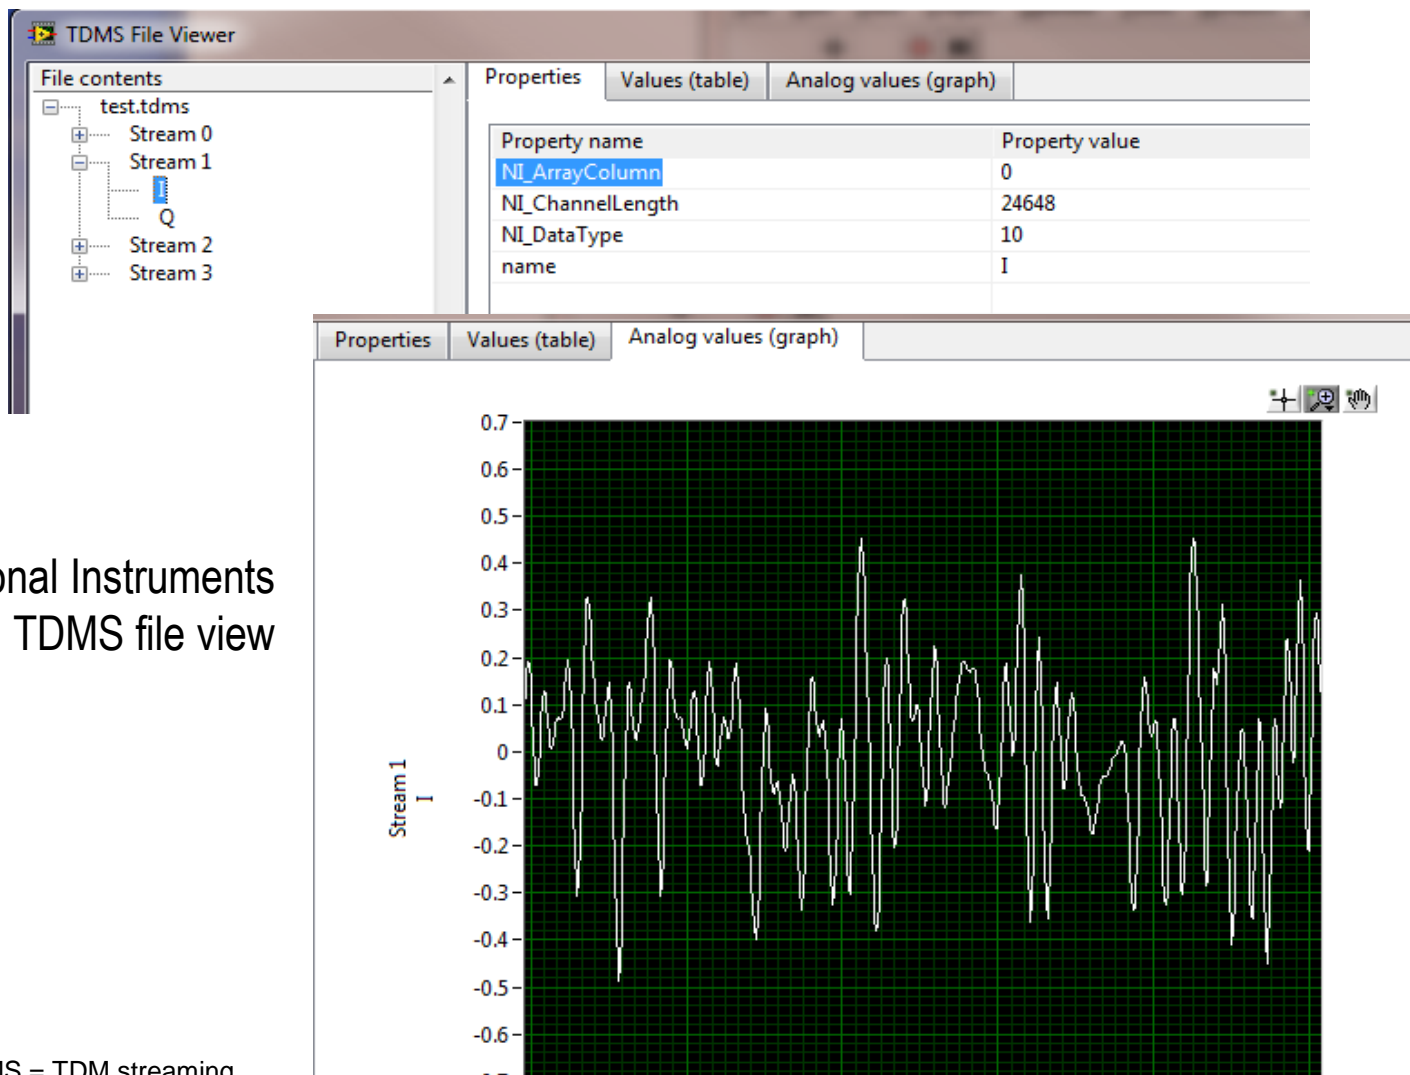 TDMS File Viewer
File contents
test.tdms
Stream 0
Stream 1
I
Q
Stream 2
Stream 3
Properties Values (table) Analog values (graph)
Property name Property value
NI_ArrayColumn 0
NI_ChannelLength 24648
NI_DataType 10
name I
Properties Values (table) Analog values (graph)
0.7
0.6
0.5
0.4
0.3
0.2
0.1
0
-0.1
-0.2
-0.3
-0.4
-0.5
-0.6
Stream 1
I
Instruments
TDMS file view
= TDM streaming